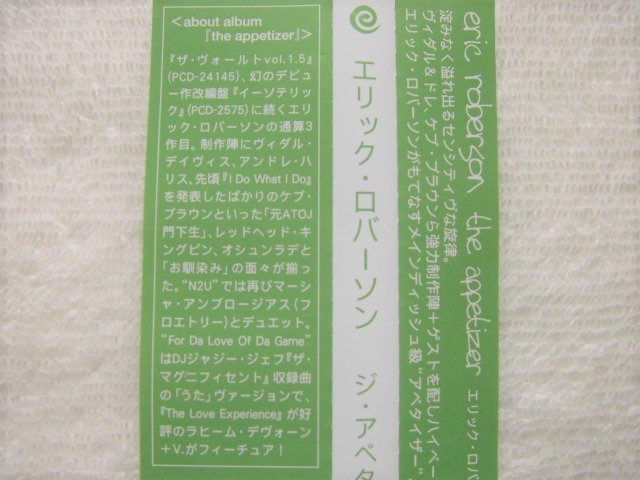 <about album
『the appetizer』>
『ザ・ヴォールトvol.1.5』
(PCD-24145)、幻のデビュ
ー作改編盤『イーソテリッ
ク』(PCD-2575)に続くエリ
ック・ロバーソンの通算3
作目。制作陣にヴィダル・
デイヴィス、アンドレ・ハ
リス、先頃『I Do What I Do』
を発表したばかりのケブ・
ブラウンといった「元ATOJ
門下生」、レッドヘッド・キ
ングピン、オシュンラデと
「お馴染み」の面々が揃っ
た。"N2U"では再びマーシ
ャ・アンブロージアス(フ
ロエトリー)とデュエット。
"For Da Love Of Da Game"
はDJジャジー・ジェフ『ザ・
マグニフィセント』収録曲
の「うた」ヴァージョンで、
『The Love Experience』が好
評のラヒーム・デヴォーン
+V.がフィーチュア！
エリック・ロバーソン ジ・アペタ
eric roberson the appetizer エリック・ロバ
淀みなく溢れ出るセンシティヴな旋律。
ヴィダル&ドレ、ケブ・ブラウンら強力制作陣+ゲストを配しハイペー
エリック・ロバーソンがもてなすメインディッシュ級"アペタイザー"